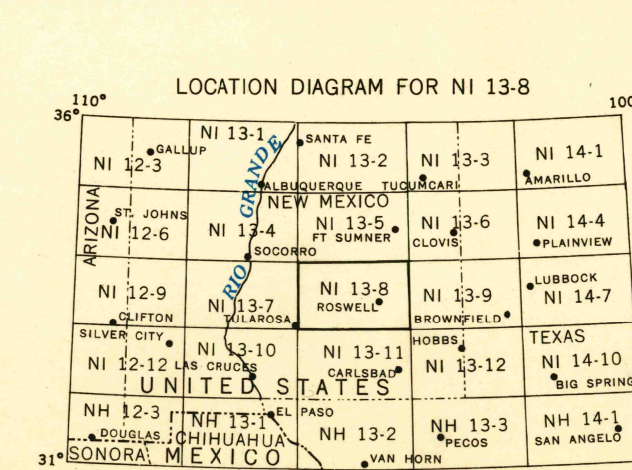 LOCATION DIAGRAM FOR NI 13-8
110°
100
36°
NI 13-1
SANTA FE
GALLUP
NI 12-3
NI 13-2
NI 13-3
NI 14-1
ALBUQUERQUE
TUCUMCARI
AMARILLO
RIO GRANDE
ARIZONA
NEW MEXICO
ST. JOHNS
NI 12-6
NI 13-4
NI 13-5
FT SUMNER
NI 13-6
CLOVIS
NI 14-4
PLAINVIEW
SOCORRO
NI 12-9
NI 13-7
NI 13-8
ROSWELL
NI 13-9
LUBBOCK
NI 14-7
CLIFTON
TULAROSA
BROWNFIELD
SILVER CITY
HOBBS
TEXAS
NI 12-12
NI 13-10
LAS CRUCES
NI 13-11
CARLSBAD
NI 13-12
NI 14-10
BIG SPRING
UNITED STATES
NH 12-3
NH 13-1
EL PASO
NH 13-2
NH 13-3
NH 14-1
DOUGLAS
CHIHUAHUA
PECOS
SAN ANGELO
31°
SONORA
MEXICO
VAN HORN